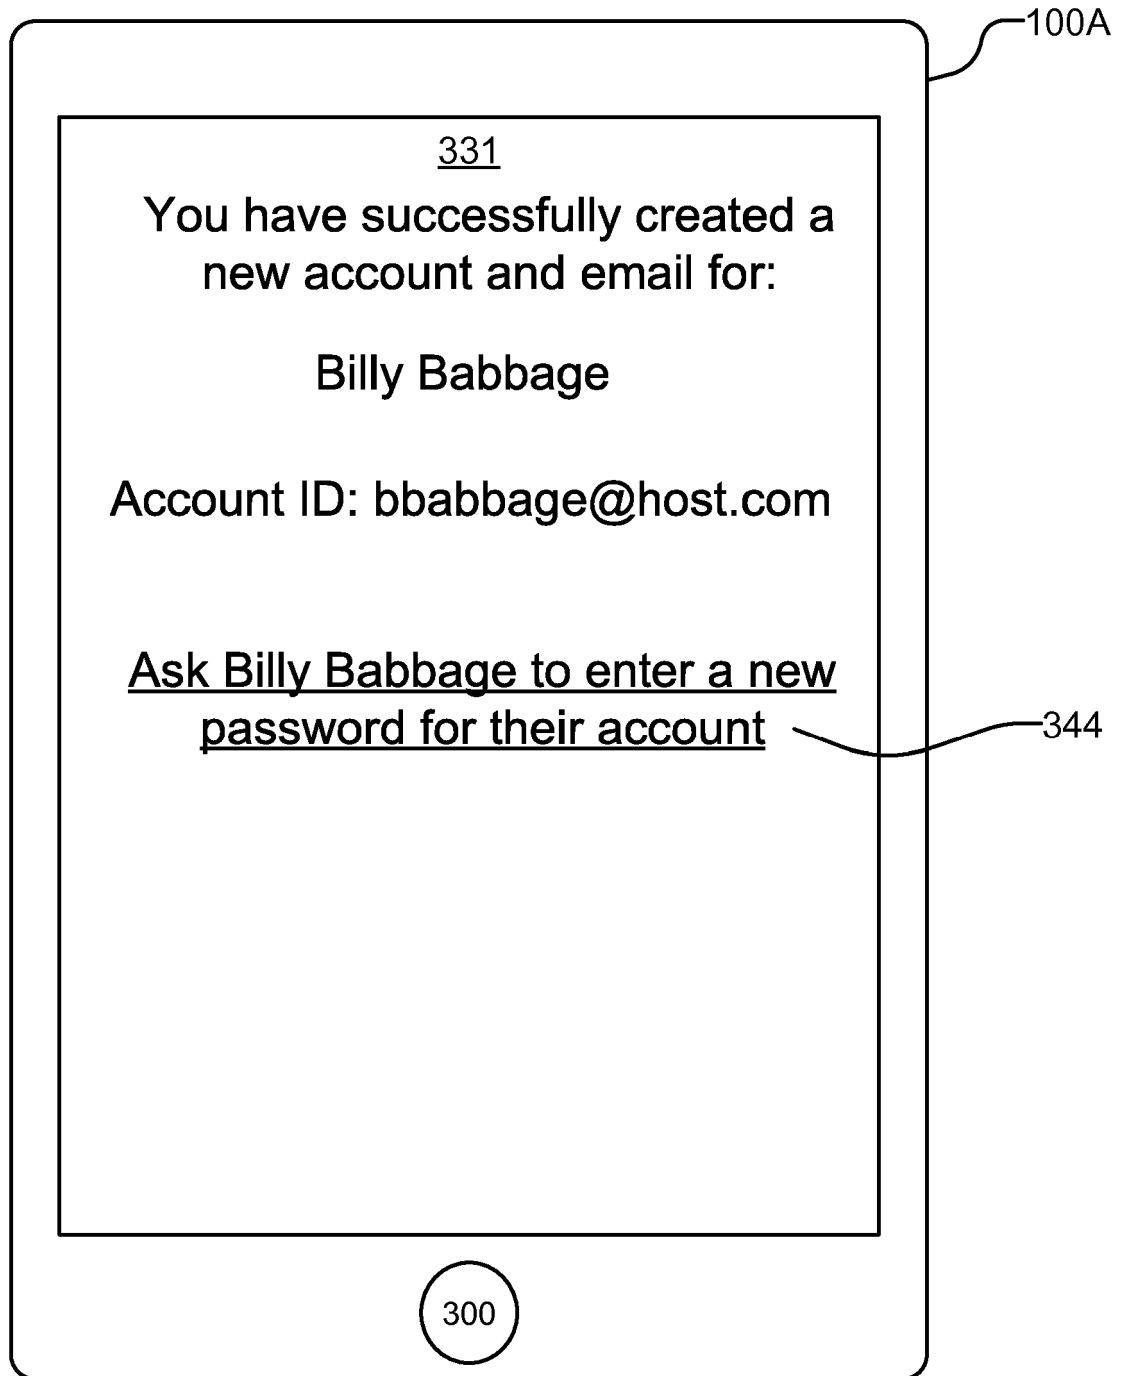 100A
331
You have successfully created a
new account and email for:
Billy Babbage
Account ID: bbabbage@host.com
Ask Billy Babbage to enter a new
password for their account
344
300